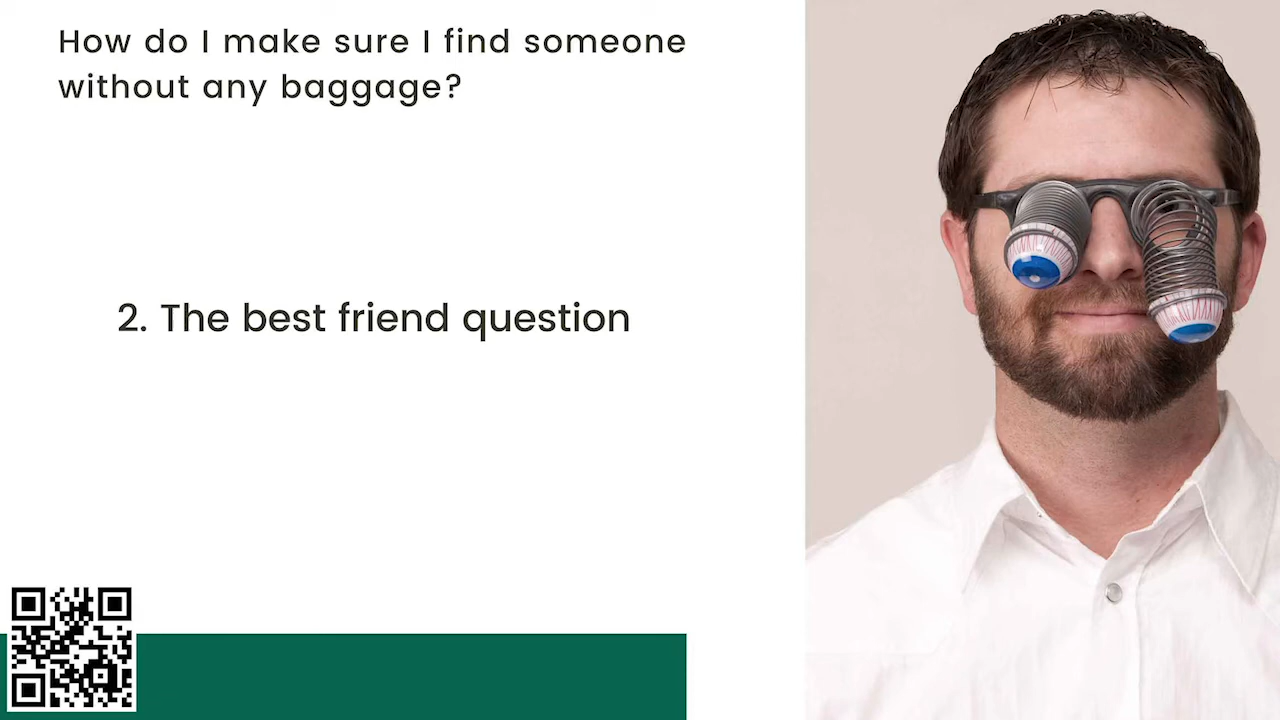 How do I make sure I find someone
without any baggage?
2. The best friend question